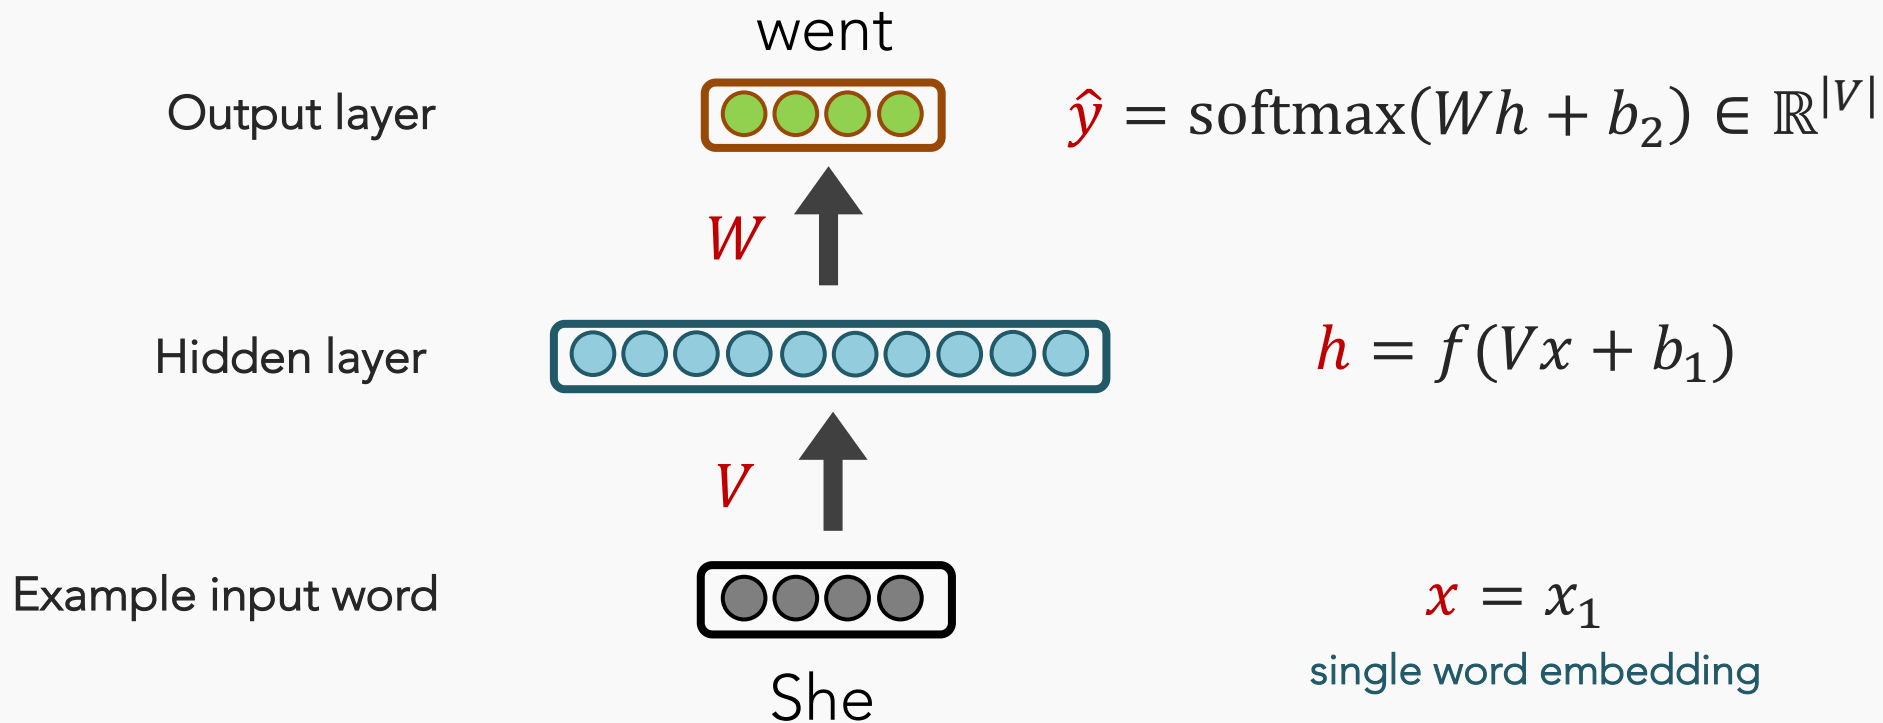 went
Output layer
ŷ = softmax(Wh + b₂) ∈ ℝ^|V|
W
Hidden layer
h = f(Vx + b₁)
V
Example input word
x = x₁
single word embedding
She